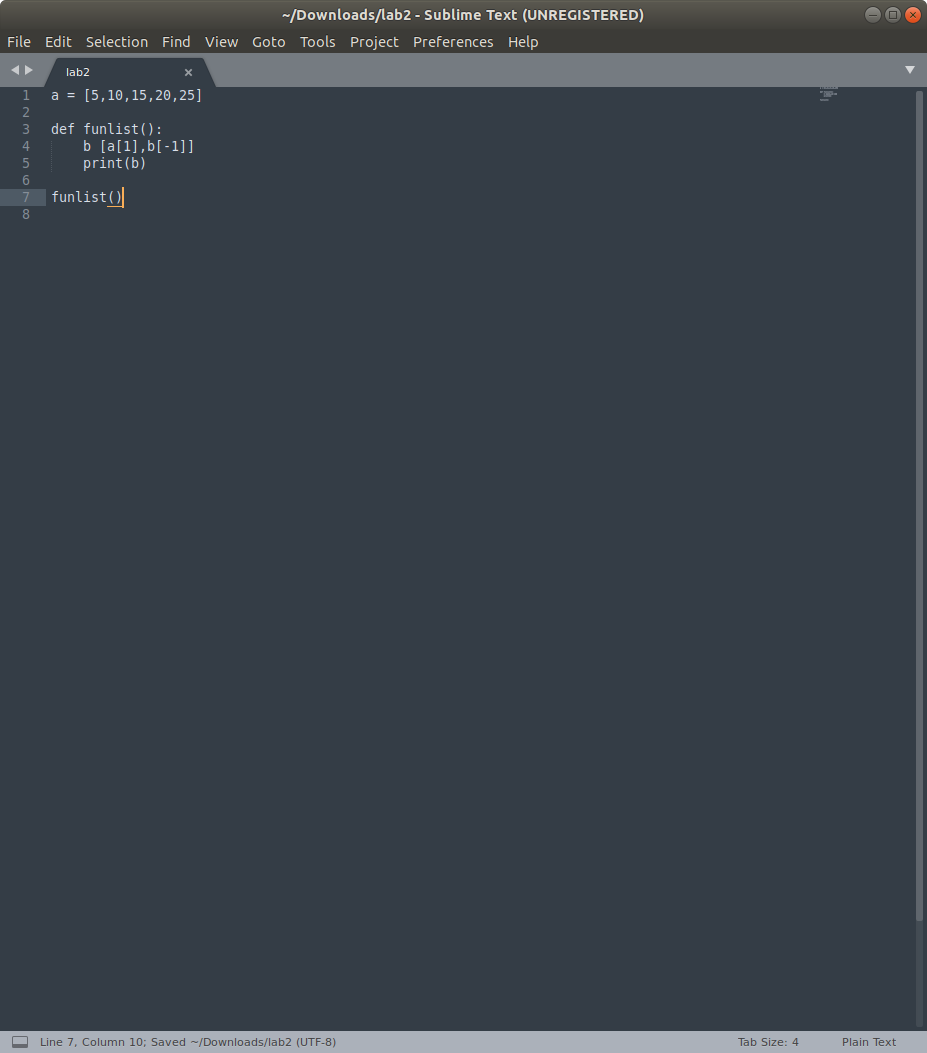 ~/Downloads/lab2 - Sublime Text (UNREGISTERED)
File Edit Selection Find View Goto Tools Project Preferences Help
lab2
1 a = [5,10,15,20,25]
2
3 def funlist():
4     b [a[1],b[-1]]
5     print(b)
6
7 funlist()
8
Line 7, Column 10; Saved ~/Downloads/lab2 (UTF-8) Tab Size: 4 Plain Text